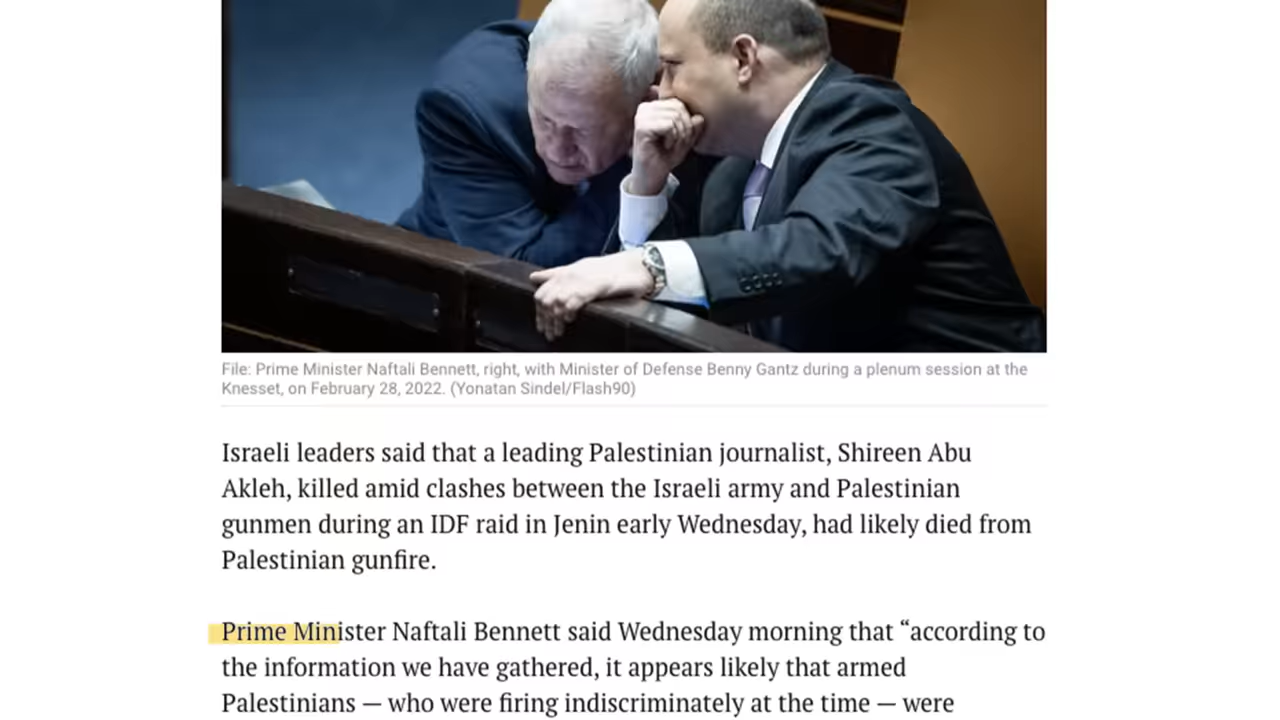 File: Prime Minister Naftali Bennett, right, with Minister of Defense Benny Gantz during a plenum session at the
Knesset, on February 28, 2022. (Yonatan Sindel/Flash90)
Israeli leaders said that a leading Palestinian journalist, Shireen Abu
Akleh, killed amid clashes between the Israeli army and Palestinian
gunmen during an IDF raid in Jenin early Wednesday, had likely died from
Palestinian gunfire.
Prime Minister Naftali Bennett said Wednesday morning that “according to
the information we have gathered, it appears likely that armed
Palestinians — who were firing indiscriminately at the time — were